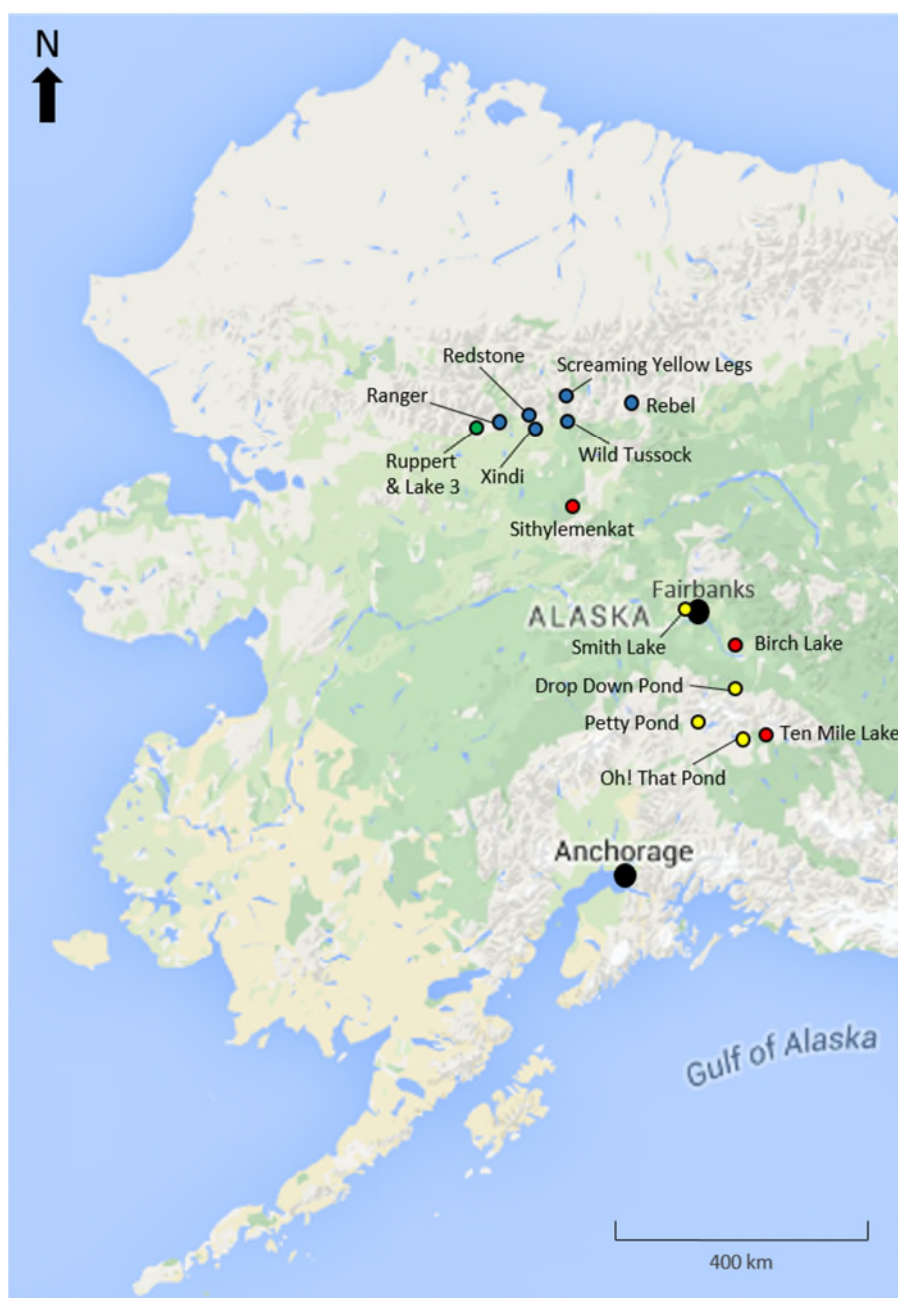 N
Redstone
Screaming Yellow Legs
Ranger
Rebel
Ruppert
& Lake 3
Xindi
Wild Tussock
Sithylemenkat
Fairbanks
ALASKA
Smith Lake
Birch Lake
Drop Down Pond
Petty Pond
Ten Mile Lake
Oh! That Pond
Anchorage
Gulf of Alaska
400 km